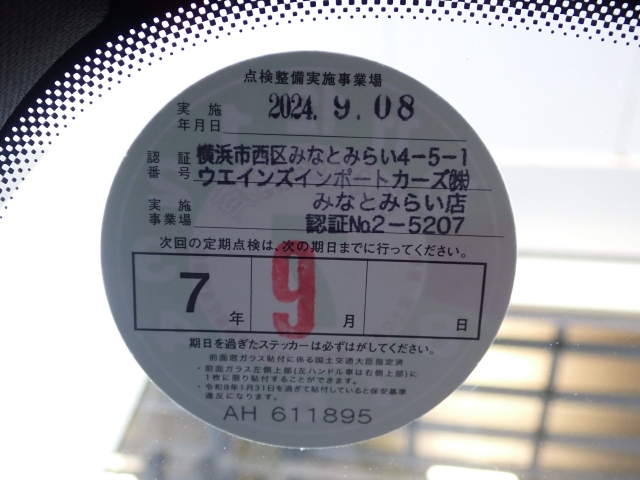 点検整備実施事業場
実施年月日 2024.9.08
認証番号 横浜市西区みなとみらい4-5-1
ウエインズインポートカーズ㈱
実施事業場 みなとみらい店
認証No2-5207
次回の定期点検は、次の期日までに行ってください。
7年 9月 日
期日を過ぎたステッカーは必ずはがしてください。
前面窓ガラス貼付に係る国土交通大臣指定済
・前面ガラス左側上部(左ハンドル車は右側上部)に
1枚に限り貼付することができます。
・令和8年1月31日を過ぎて貼付していると保安基準
違反になります。
AH 611895